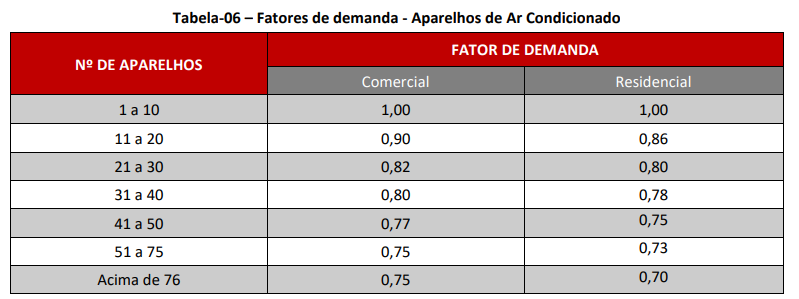 Tabela-06 – Fatores de demanda - Aparelhos de Ar Condicionado
Nº DE APARELHOS FATOR DE DEMANDA
Comercial Residencial
1 a 10 1,00 1,00
11 a 20 0,90 0,86
21 a 30 0,82 0,80
31 a 40 0,80 0,78
41 a 50 0,77 0,75
51 a 75 0,75 0,73
Acima de 76 0,75 0,70